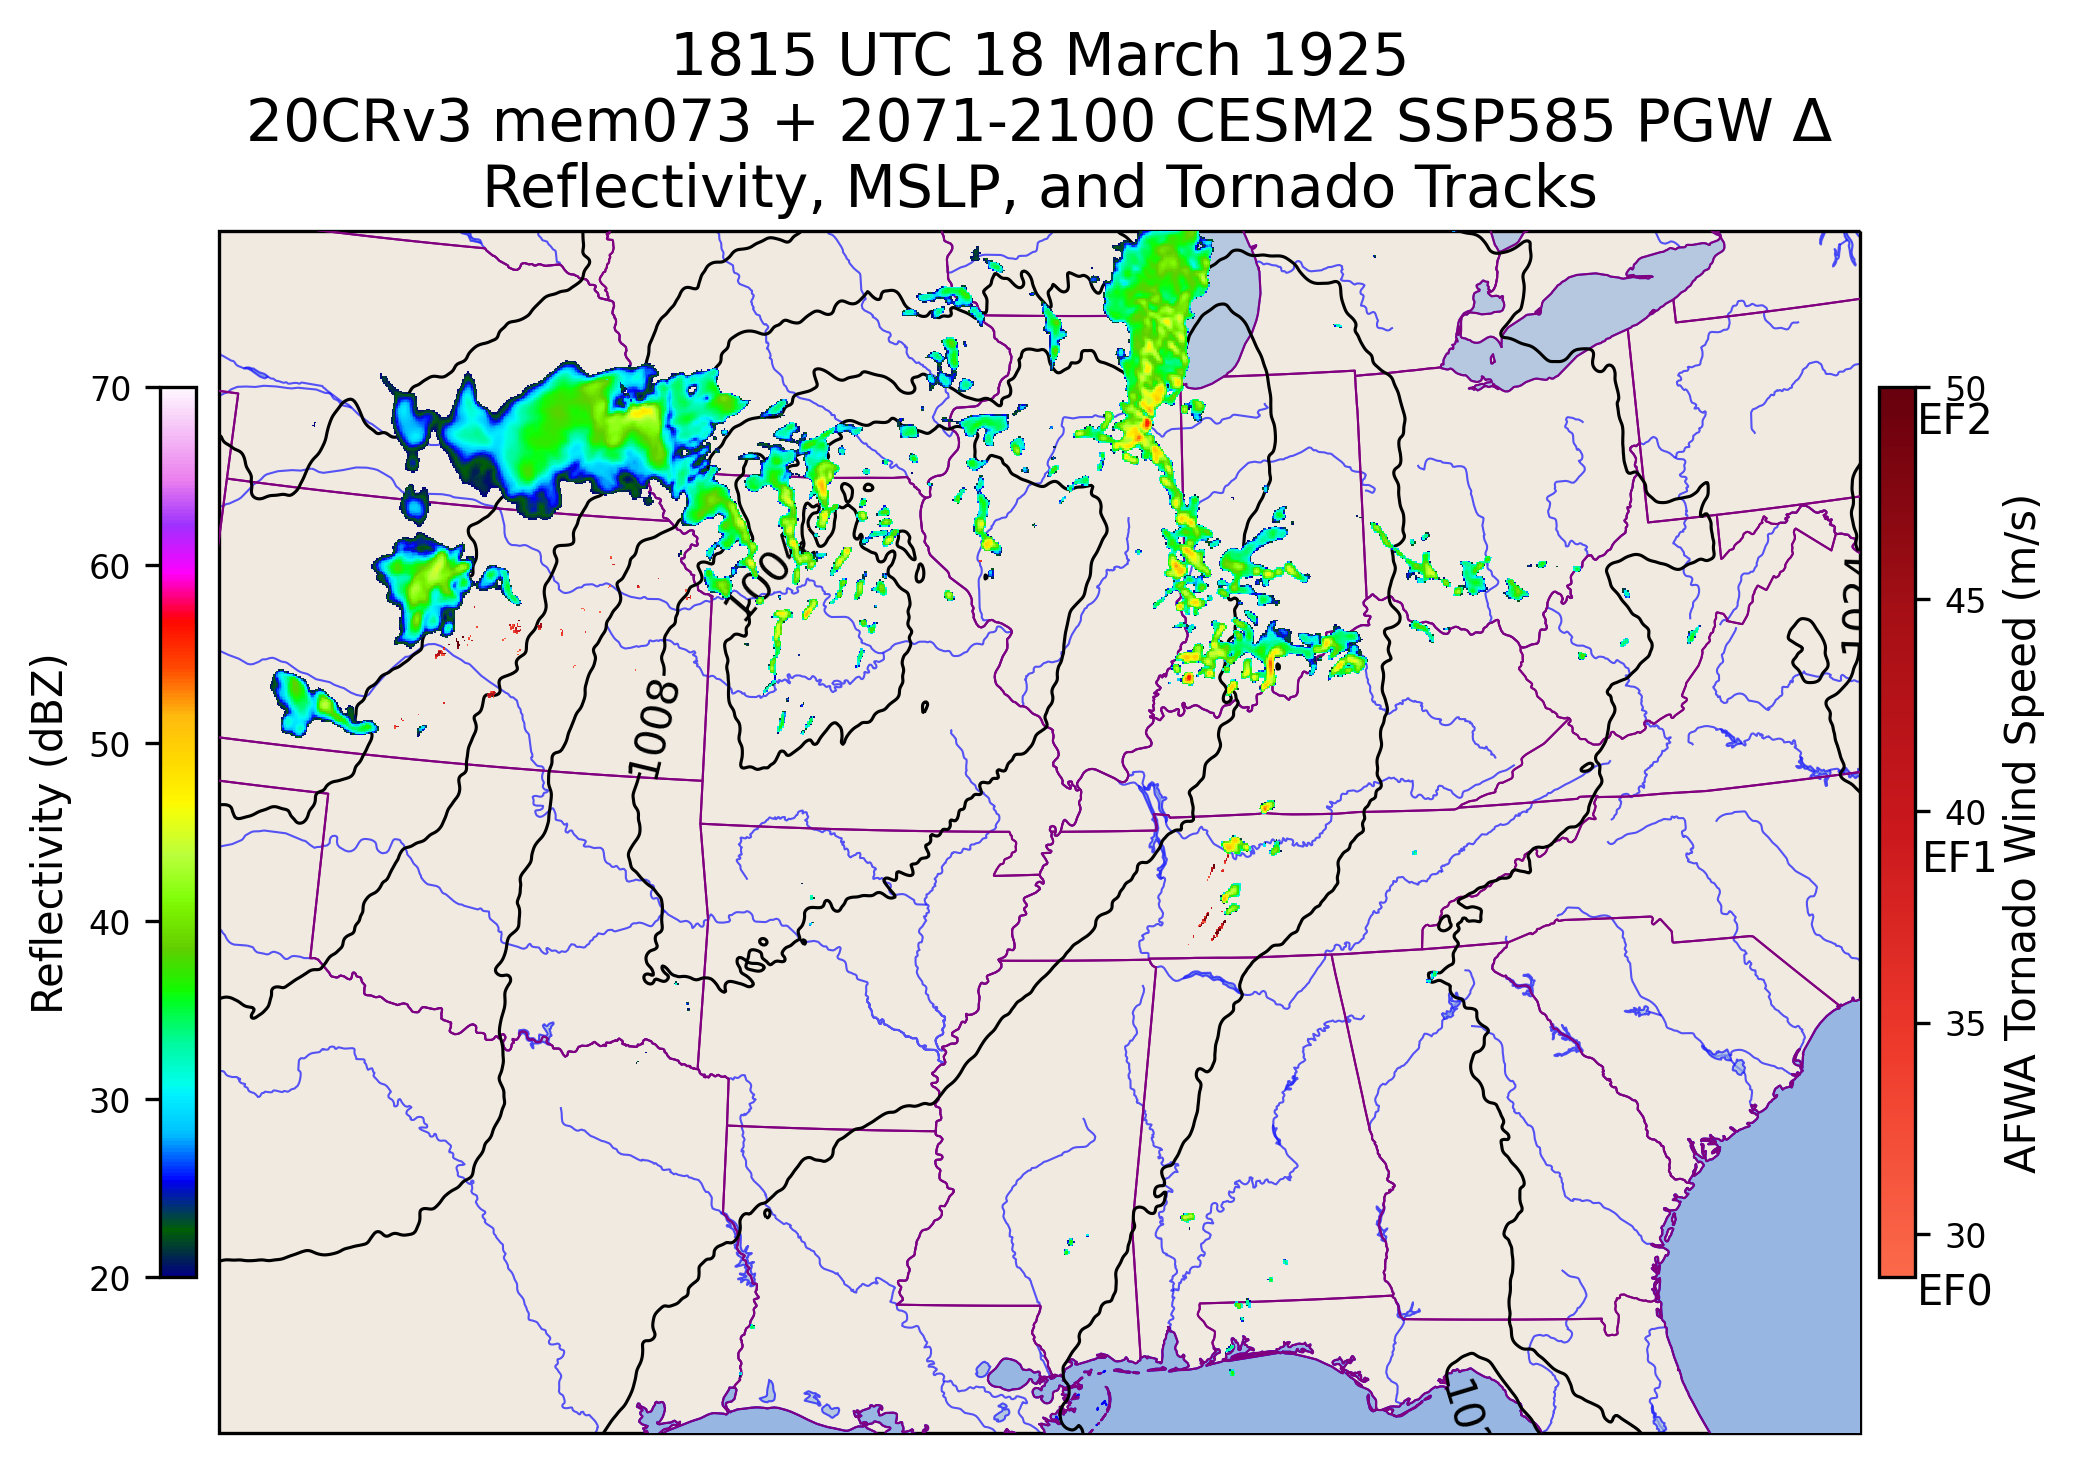 1815 UTC 18 March 1925
20CRv3 mem073 + 2071-2100 CESM2 SSP585 PGW Δ
Reflectivity, MSLP, and Tornado Tracks
Reflectivity (dBZ)
70
60
50
40
30
20
1008
1024
50
EF2
45
40
EF1
35
30
EF0
AFWA Tornado Wind Speed (m/s)